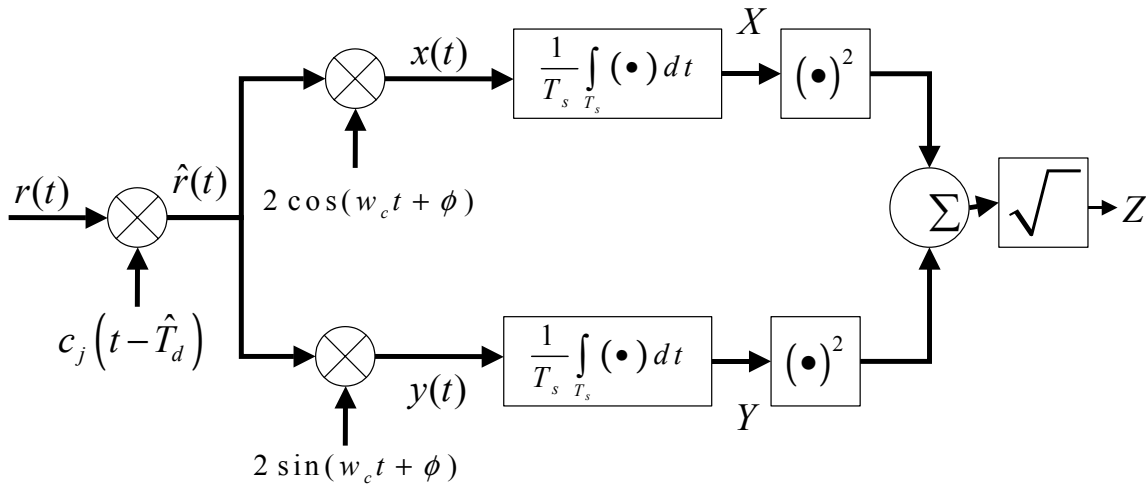 X
x(t)
1/T_s ∫_{T_s} (•) dt
(•)²
2 cos(w_c t + ϕ)
r(t)
r̂(t)
Σ
√
Z
c_j (t − T̂_d)
1/T_s ∫_{T_s} (•) dt
(•)²
y(t)
Y
2 sin(w_c t + ϕ)